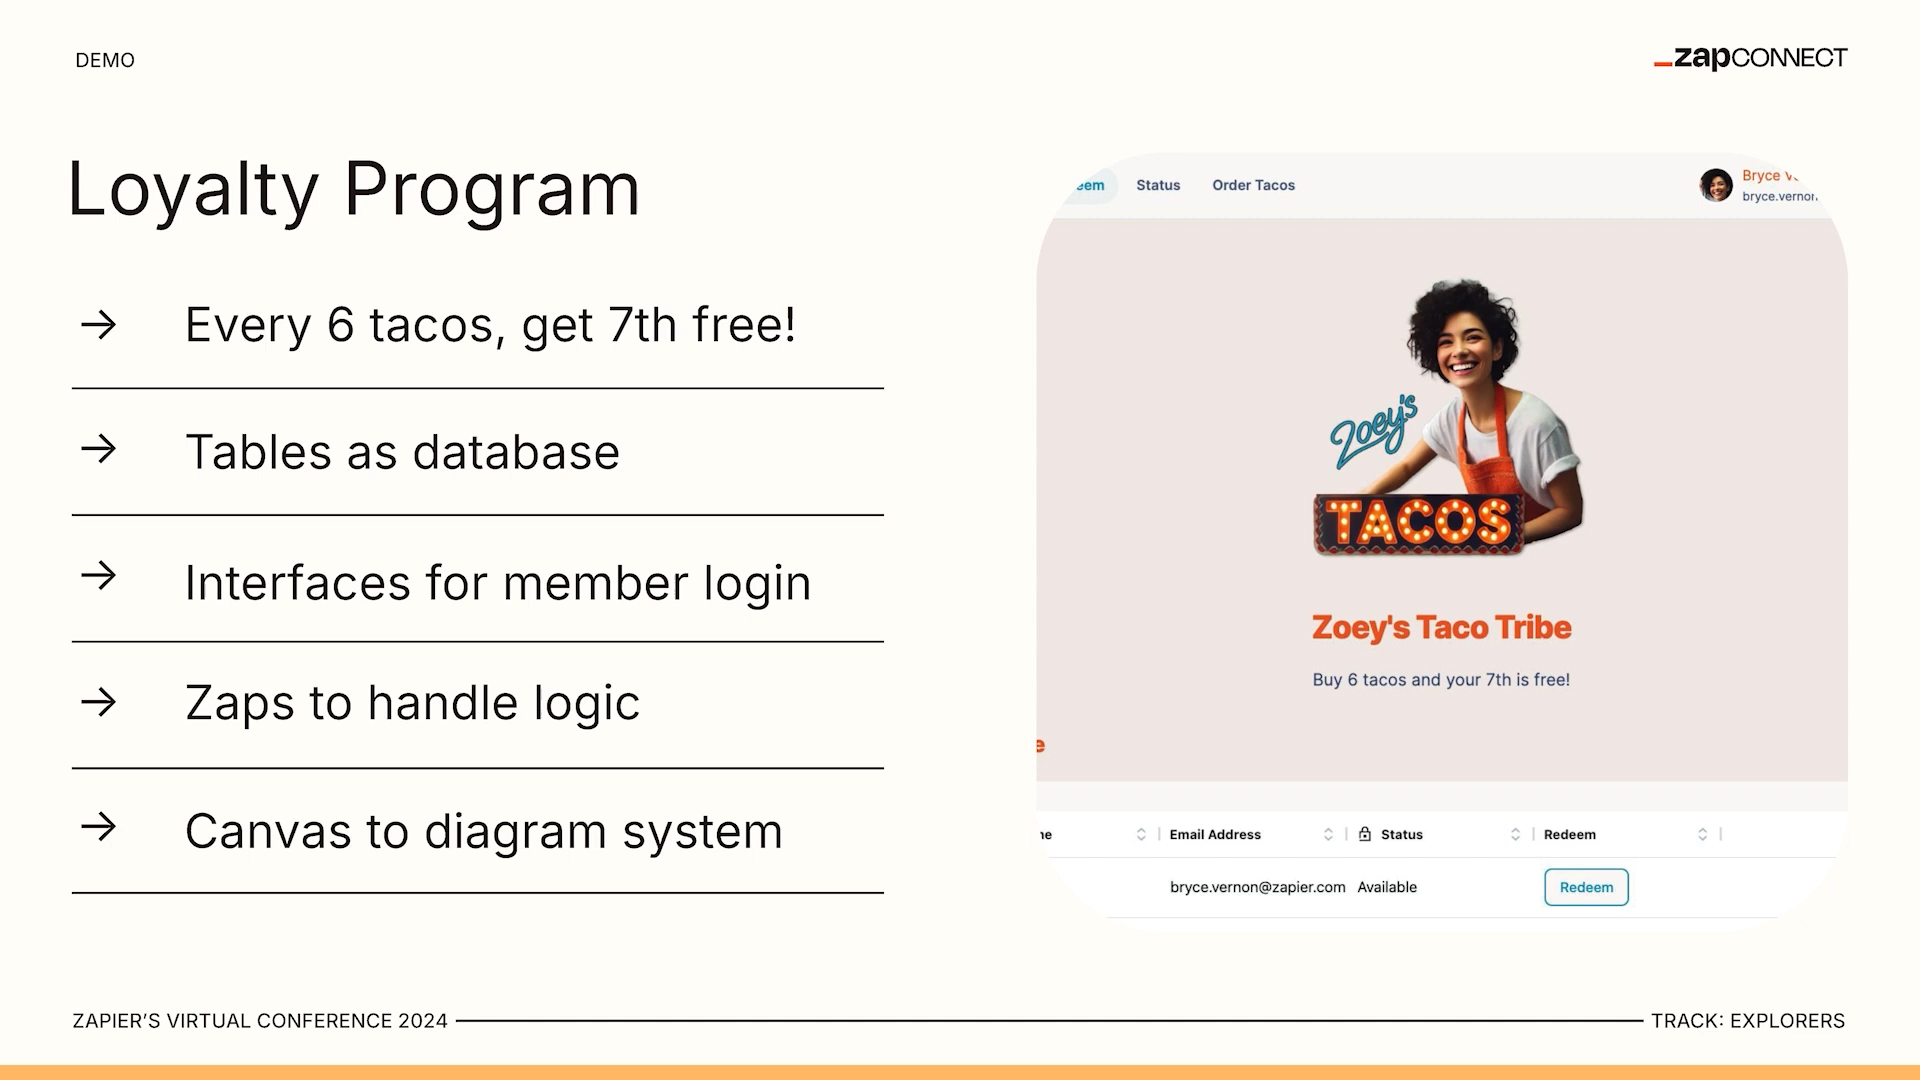 DEMO
_zapCONNECT
Loyalty Program
→ Every 6 tacos, get 7th free!
→ Tables as database
→ Interfaces for member login
→ Zaps to handle logic
→ Canvas to diagram system
Status Order Tacos
Bryce
Zoey's
TACOS
Zoey's Taco Tribe
Buy 6 tacos and your 7th is free!
Email Address Status Redeem
bryce.vernon@zapier.com Available Redeem
ZAPIER’S VIRTUAL CONFERENCE 2024
TRACK: EXPLORERS